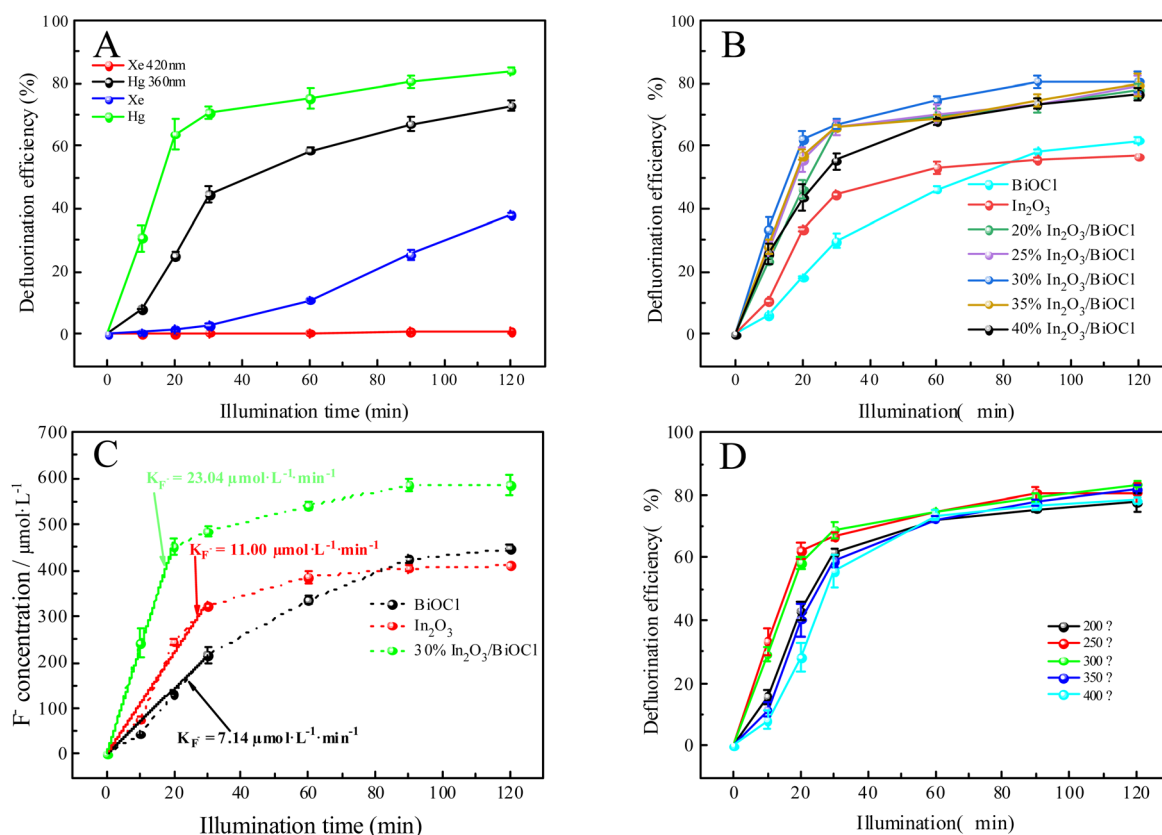 A
Xe 420nm
Hg 360nm
Xe
Hg
Defluorination efficiency (%)
100
80
60
40
20
0
0 20 40 60 80 100 120
Illumination time (min)
B
BiOCl
In₂O₃
20% In₂O₃/BiOCl
25% In₂O₃/BiOCl
30% In₂O₃/BiOCl
35% In₂O₃/BiOCl
40% In₂O₃/BiOCl
Defluorination efficiency( %)
100
80
60
40
20
0
0 20 40 60 80 100 120
Illumination( min)
C
K_F⁻ = 23.04 µmol·L⁻¹·min⁻¹
K_F⁻ = 11.00 µmol·L⁻¹·min⁻¹
BiOCl
In₂O₃
30% In₂O₃/BiOCl
K_F⁻ = 7.14 µmol·L⁻¹·min⁻¹
F⁻ concentration / µmol·L⁻¹
700
600
500
400
300
200
100
0
0 20 40 60 80 100 120
Illumination time (min)
D
200 ?
250 ?
300 ?
350 ?
400 ?
Defluorination efficiency( %)
100
80
60
40
20
0
0 20 40 60 80 100 120
Illumination( min)